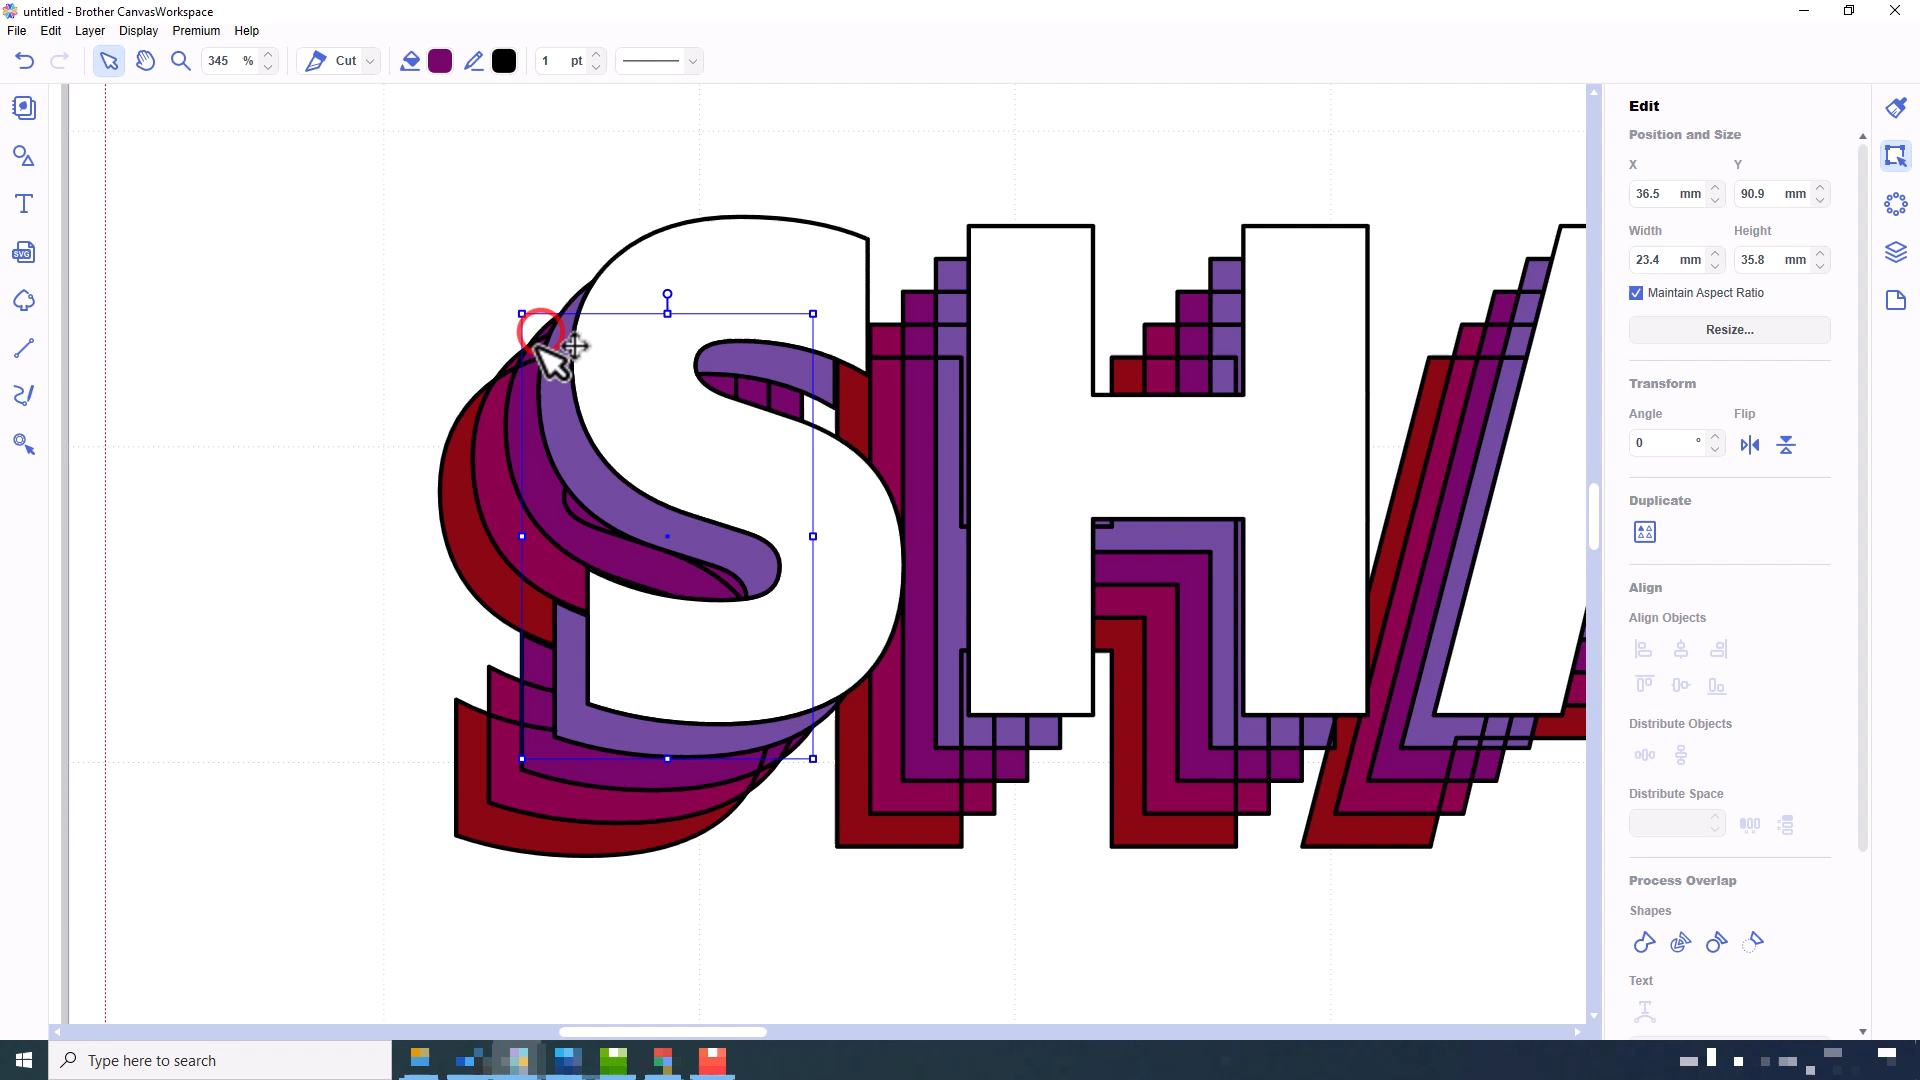 untitled - Brother CanvasWorkspace
File Edit Layer Display Premium Help
345 % Cut 1 pt
SVG
SHA
Edit
Position and Size
X Y
36.5 mm 90.9 mm
Width Height
23.4 mm 35.8 mm
Maintain Aspect Ratio
Resize...
Transform
Angle Flip
0 °
Duplicate
Align
Align Objects
Distribute Objects
Distribute Space
Process Overlap
Shapes
Text
Type here to search